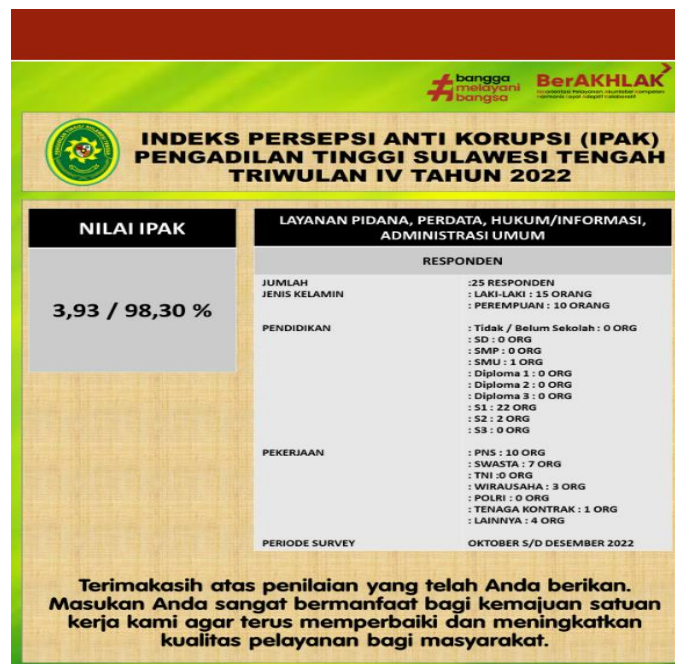 bangga
melayani
bangsa
BerAKHLAK
INDEKS PERSEPSI ANTI KORUPSI (IPAK)
PENGADILAN TINGGI SULAWESI TENGAH
TRIWULAN IV TAHUN 2022
NILAI IPAK
3,93 / 98,30 %
LAYANAN PIDANA, PERDATA, HUKUM/INFORMASI,
ADMINISTRASI UMUM
RESPONDEN
JUMLAH :25 RESPONDEN
JENIS KELAMIN : LAKI-LAKI : 15 ORANG
: PEREMPUAN : 10 ORANG
PENDIDIKAN : Tidak / Belum Sekolah : 0 ORG
: SD : 0 ORG
: SMP : 0 ORG
: SMU : 1 ORG
: Diploma 1 : 0 ORG
: Diploma 2 : 0 ORG
: Diploma 3 : 0 ORG
: S1 : 22 ORG
: S2 : 2 ORG
: S3 : 0 ORG
PEKERJAAN : PNS : 10 ORG
: SWASTA : 7 ORG
: TNI :0 ORG
: WIRAUSAHA : 3 ORG
: POLRI : 0 ORG
: TENAGA KONTRAK : 1 ORG
: LAINNYA : 4 ORG
PERIODE SURVEY OKTOBER S/D DESEMBER 2022
Terimakasih atas penilaian yang telah Anda berikan.
Masukan Anda sangat bermanfaat bagi kemajuan satuan
kerja kami agar terus memperbaiki dan meningkatkan
kualitas pelayanan bagi masyarakat.